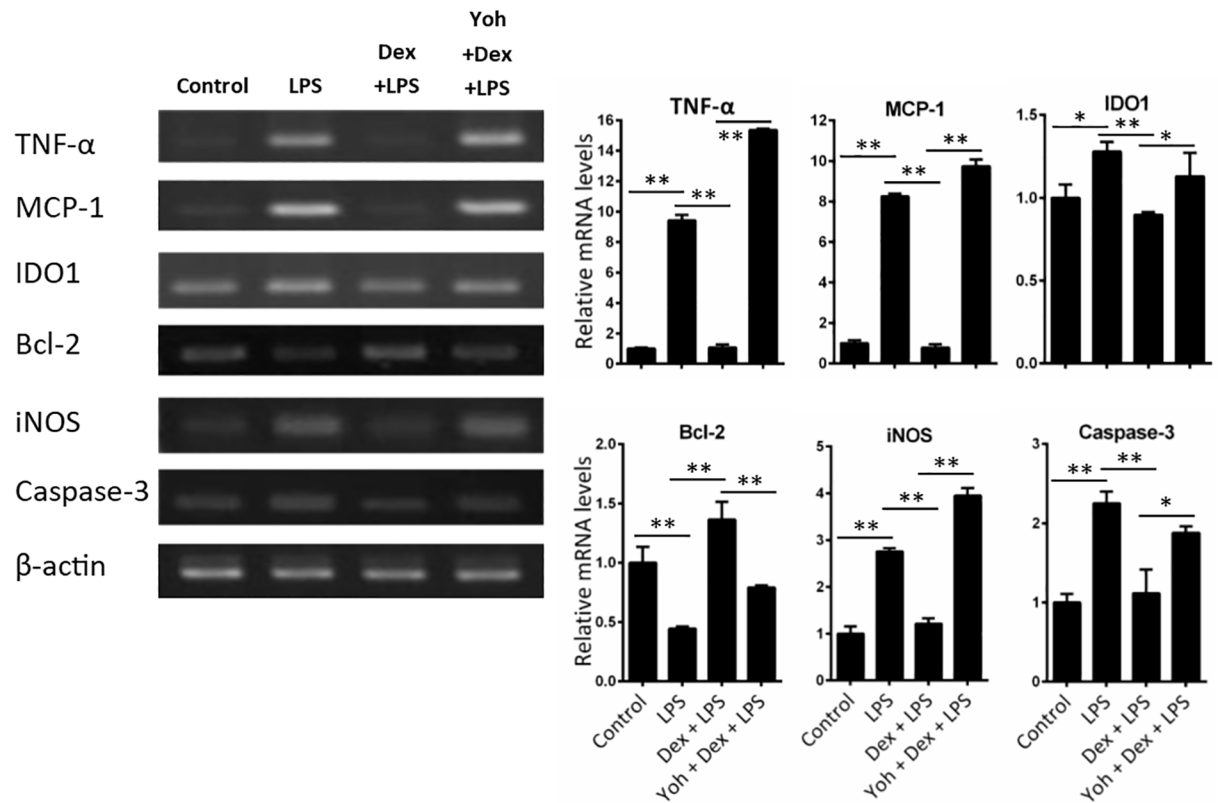 Control
LPS
Dex
+LPS
Yoh
+Dex
+LPS
TNF-α
MCP-1
IDO1
Bcl-2
iNOS
Caspase-3
β-actin
TNF-α
Relative mRNA levels
16
14
12
10
8
6
4
2
0
**
**
**
MCP-1
12
10
8
6
4
2
0
**
**
**
IDO1
1.5
1.0
0.5
0.0
*
**
*
Bcl-2
Relative mRNA levels
2.0
1.5
1.0
0.5
0.0
**
**
**
Control
LPS
Dex + LPS
Yoh + Dex + LPS
iNOS
5
4
3
2
1
0
**
**
**
Control
LPS
Dex + LPS
Yoh + Dex + LPS
Caspase-3
3
2
1
0
**
**
*
Control
LPS
Dex + LPS
Yoh + Dex + LPS